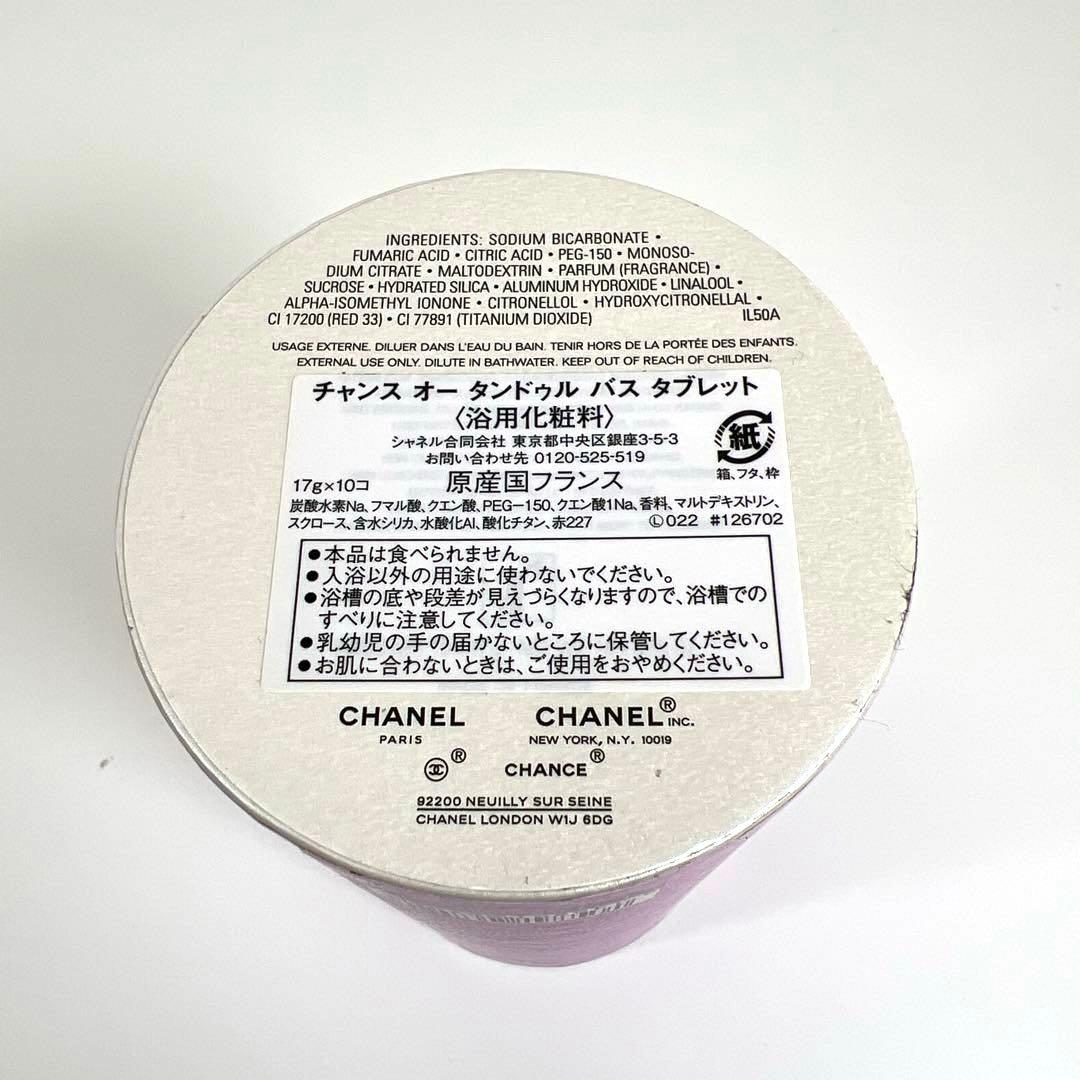 INGREDIENTS: SODIUM BICARBONATE •
FUMARIC ACID • CITRIC ACID • PEG-150 • MONOSO-
DIUM CITRATE • MALTODEXTRIN • PARFUM (FRAGRANCE) •
SUCROSE • HYDRATED SILICA • ALUMINUM HYDROXIDE • LINALOOL •
ALPHA-ISOMETHYL IONONE • CITRONELLOL • HYDROXYCITRONELLAL •
CI 17200 (RED 33) • CI 77891 (TITANIUM DIOXIDE) IL50A
USAGE EXTERNE. DILUER DANS L'EAU DU BAIN. TENIR HORS DE LA PORTÉE DES ENFANTS.
EXTERNAL USE ONLY. DILUTE IN BATHWATER. KEEP OUT OF REACH OF CHILDREN.
チャンス オー タンドゥル バス タブレット
〈浴用化粧料〉
シャネル合同会社 東京都中央区銀座3-5-3
お問い合わせ先 0120-525-519
紙
箱、フタ、枠
17g×10コ 原産国フランス
炭酸水素Na、フマル酸、クエン酸、PEG-150、クエン酸1Na、香料、マルトデキストリン、
スクロース、含水シリカ、水酸化Al、酸化チタン、赤227 Ⓛ022 #126702
●本品は食べられません。
●入浴以外の用途に使わないでください。
●浴槽の底や段差が見えづらくなりますので、浴槽での
すべりに注意してください。
●乳幼児の手の届かないところに保管してください。
●お肌に合わないときは、ご使用をおやめください。
CHANEL CHANEL® INC.
PARIS NEW YORK, N.Y. 10019
® CHANCE®
92200 NEUILLY SUR SEINE
CHANEL LONDON W1J 6DG